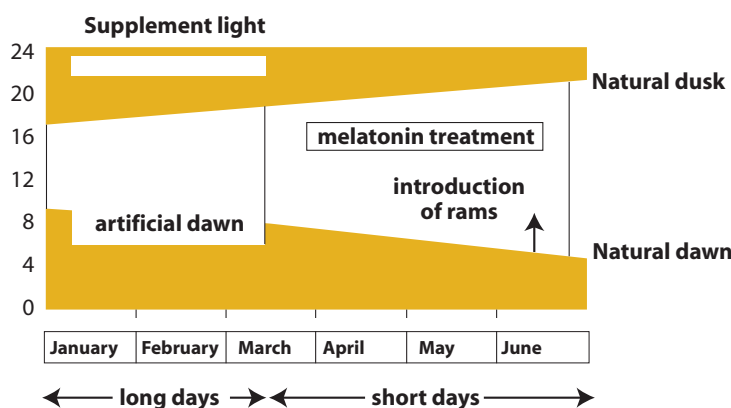 Supplement light
24
20
Natural dusk
16
melatonin treatment
12
introduction
of rams
8
artificial dawn
4
Natural dawn
0
January February March April May June
long days short days